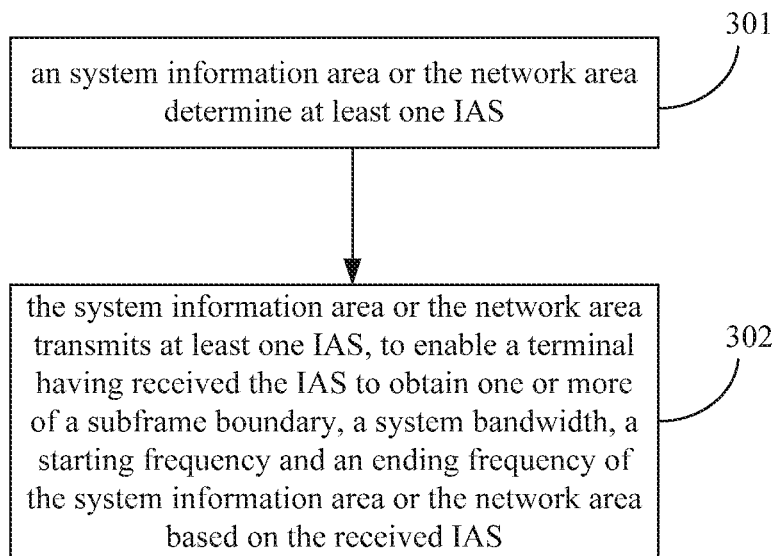 301
an system information area or the network area
determine at least one IAS
the system information area or the network area
transmits at least one IAS, to enable a terminal
having received the IAS to obtain one or more
of a subframe boundary, a system bandwidth, a
starting frequency and an ending frequency of
the system information area or the network area
based on the received IAS
302